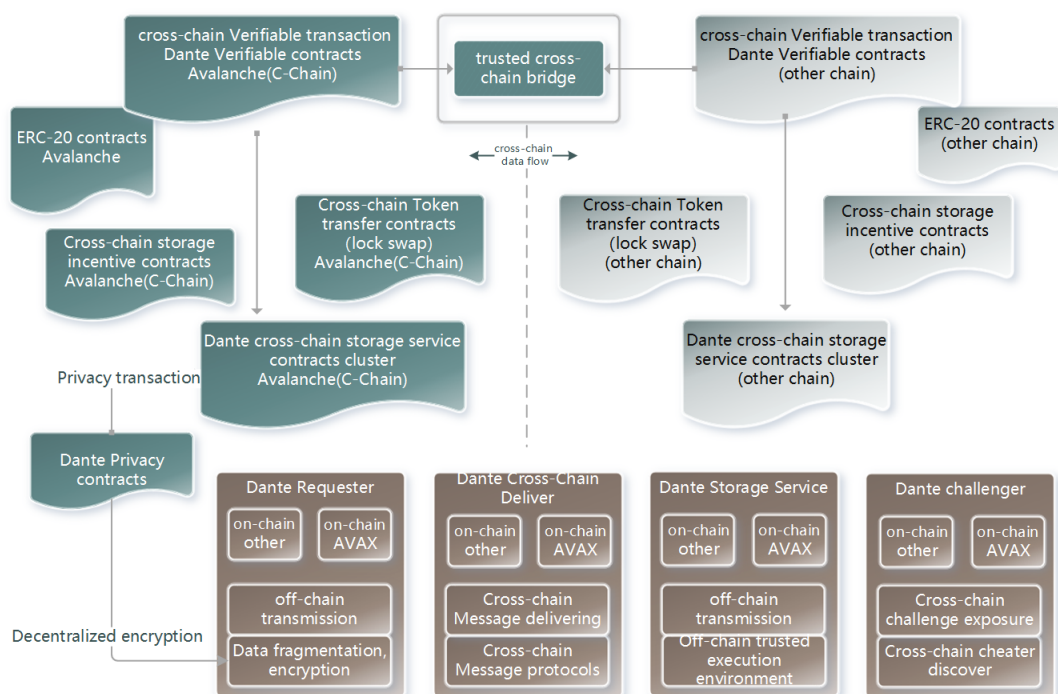 cross-chain Verifiable transaction
Dante Verifiable contracts
Avalanche(C-Chain)
trusted cross-
chain bridge
cross-chain Verifiable transaction
Dante Verifiable contracts
(other chain)
ERC-20 contracts
Avalanche
cross-chain
data flow
ERC-20 contracts
(other chain)
Cross-chain storage
incentive contracts
Avalanche(C-Chain)
Cross-chain Token
transfer contracts
(lock swap)
Avalanche(C-Chain)
Cross-chain Token
transfer contracts
(lock swap)
(other chain)
Cross-chain storage
incentive contracts
(other chain)
Dante cross-chain storage service
contracts cluster
Avalanche(C-Chain)
Dante cross-chain storage
service contracts cluster
(other chain)
Privacy transaction
Dante Privacy
contracts
Decentralized encryption
Dante Requester
on-chain
other
on-chain
AVAX
off-chain
transmission
Data fragmentation,
encryption
Dante Cross-Chain
Deliver
on-chain
other
on-chain
AVAX
Cross-chain
Message delivering
Cross-chain
Message protocols
Dante Storage Service
on-chain
other
on-chain
AVAX
off-chain
transmission
Off-chain trusted
execution
environment
Dante challenger
on-chain
other
on-chain
AVAX
Cross-chain
challenge exposure
Cross-chain cheater
discover